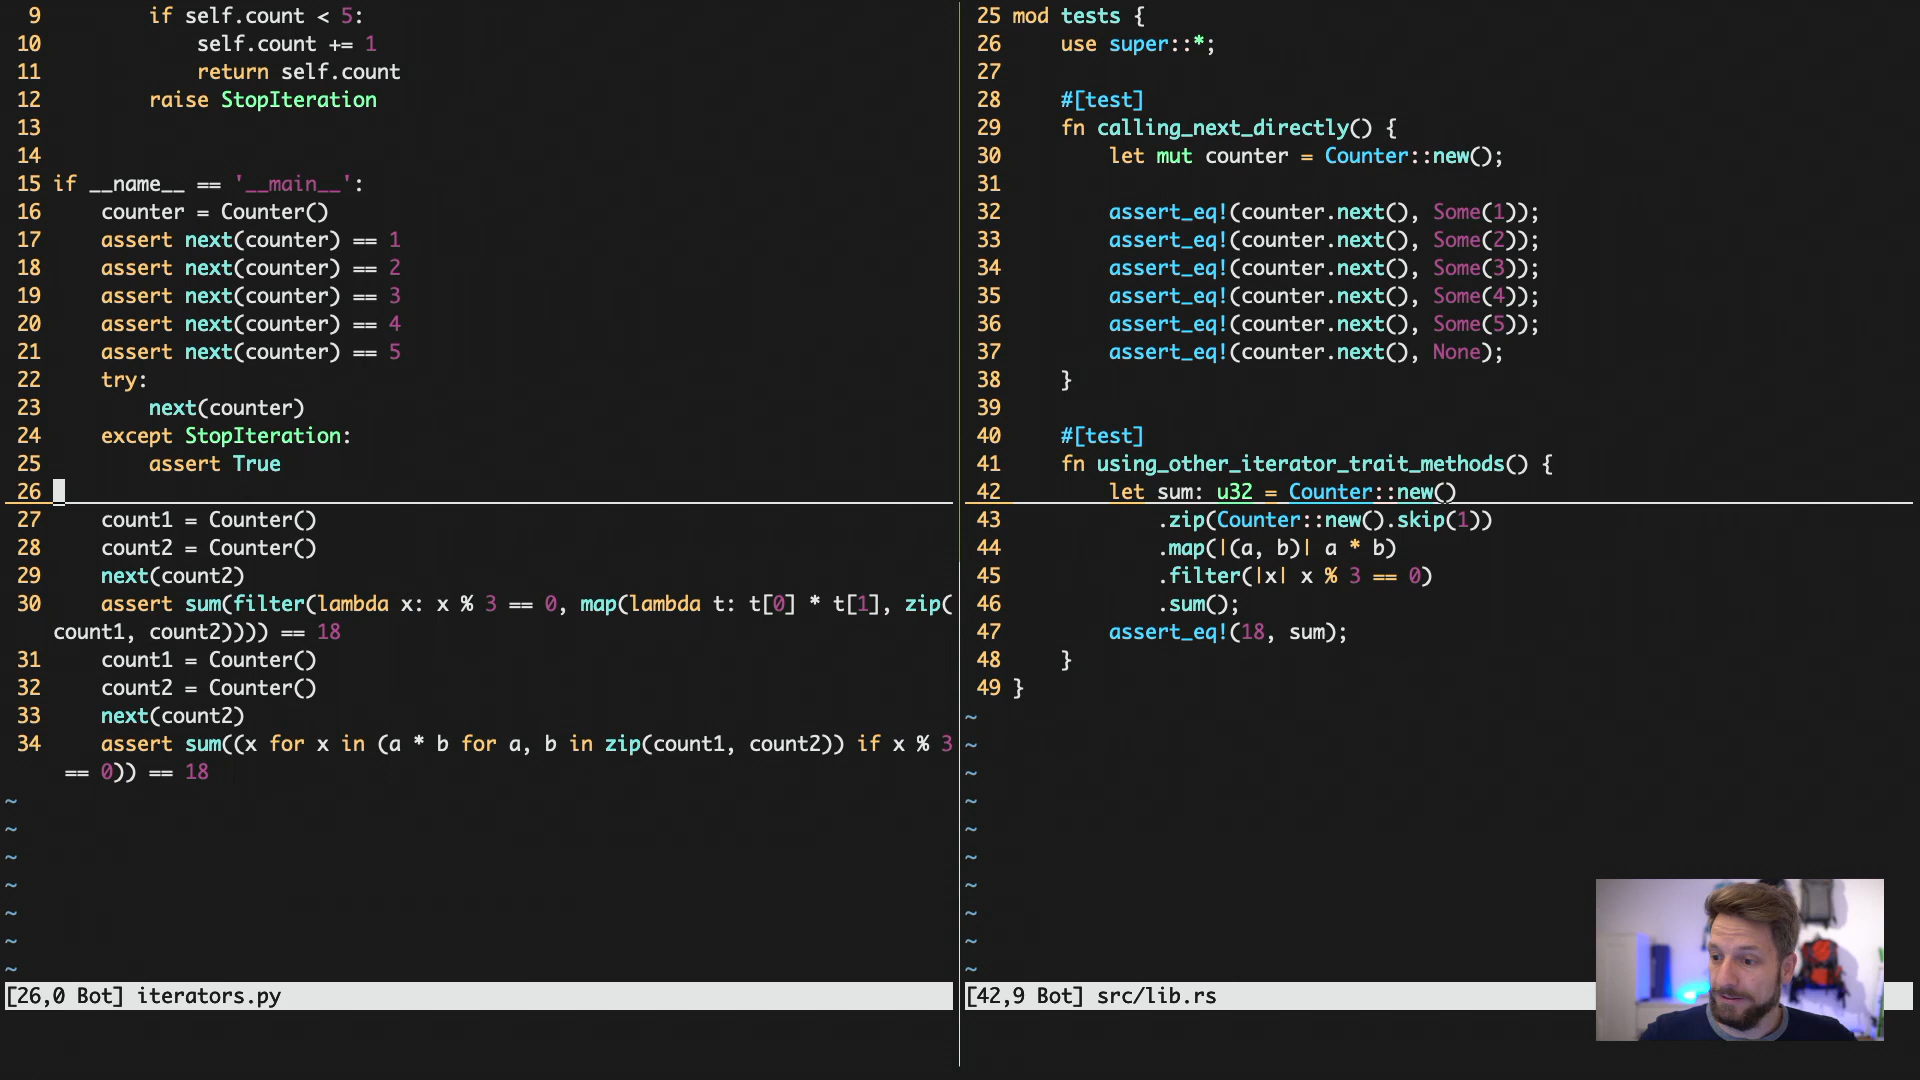 9         if self.count < 5:
10             self.count += 1
11             return self.count
12         raise StopIteration
13
14
15 if __name__ == '__main__':
16     counter = Counter()
17     assert next(counter) == 1
18     assert next(counter) == 2
19     assert next(counter) == 3
20     assert next(counter) == 4
21     assert next(counter) == 5
22     try:
23         next(counter)
24     except StopIteration:
25         assert True
26
27     count1 = Counter()
28     count2 = Counter()
29     next(count2)
30     assert sum(filter(lambda x: x % 3 == 0, map(lambda t: t[0] * t[1], zip(
count1, count2)))) == 18
31     count1 = Counter()
32     count2 = Counter()
33     next(count2)
34     assert sum((x for x in (a * b for a, b in zip(count1, count2)) if x % 3
 == 0)) == 18
~
~
~
~
~
~
~
[26,0 Bot] iterators.py
25 mod tests {
26     use super::*;
27
28     #[test]
29     fn calling_next_directly() {
30         let mut counter = Counter::new();
31
32         assert_eq!(counter.next(), Some(1));
33         assert_eq!(counter.next(), Some(2));
34         assert_eq!(counter.next(), Some(3));
35         assert_eq!(counter.next(), Some(4));
36         assert_eq!(counter.next(), Some(5));
37         assert_eq!(counter.next(), None);
38     }
39
40     #[test]
41     fn using_other_iterator_trait_methods() {
42         let sum: u32 = Counter::new()
43             .zip(Counter::new().skip(1))
44             .map(|(a, b)| a * b)
45             .filter(|x| x % 3 == 0)
46             .sum();
47         assert_eq!(18, sum);
48     }
49 }
~
~
~
~
~
~
~
~
~
~
[42,9 Bot] src/lib.rs